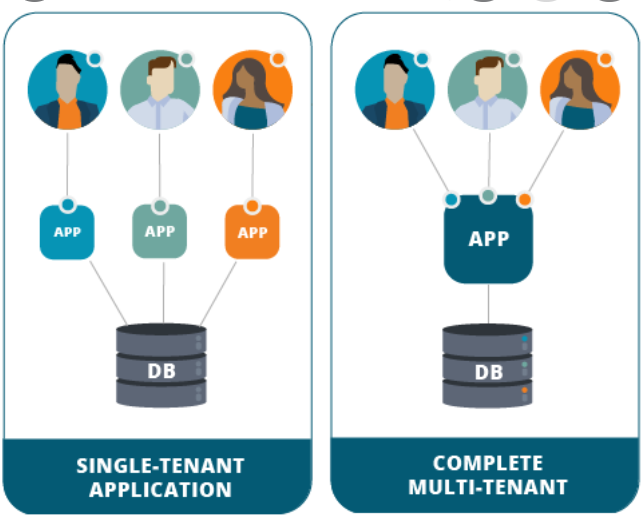 APP
APP
APP
DB
SINGLE-TENANT
APPLICATION
APP
DB
COMPLETE
MULTI-TENANT